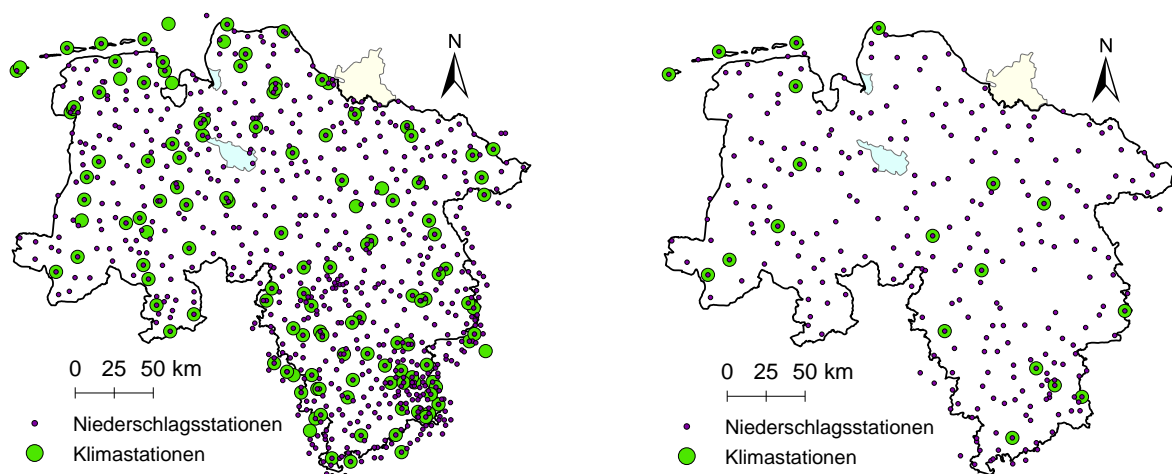 N
0 25 50 km
Niederschlagsstationen
Klimastationen
N
0 25 50 km
Niederschlagsstationen
Klimastationen